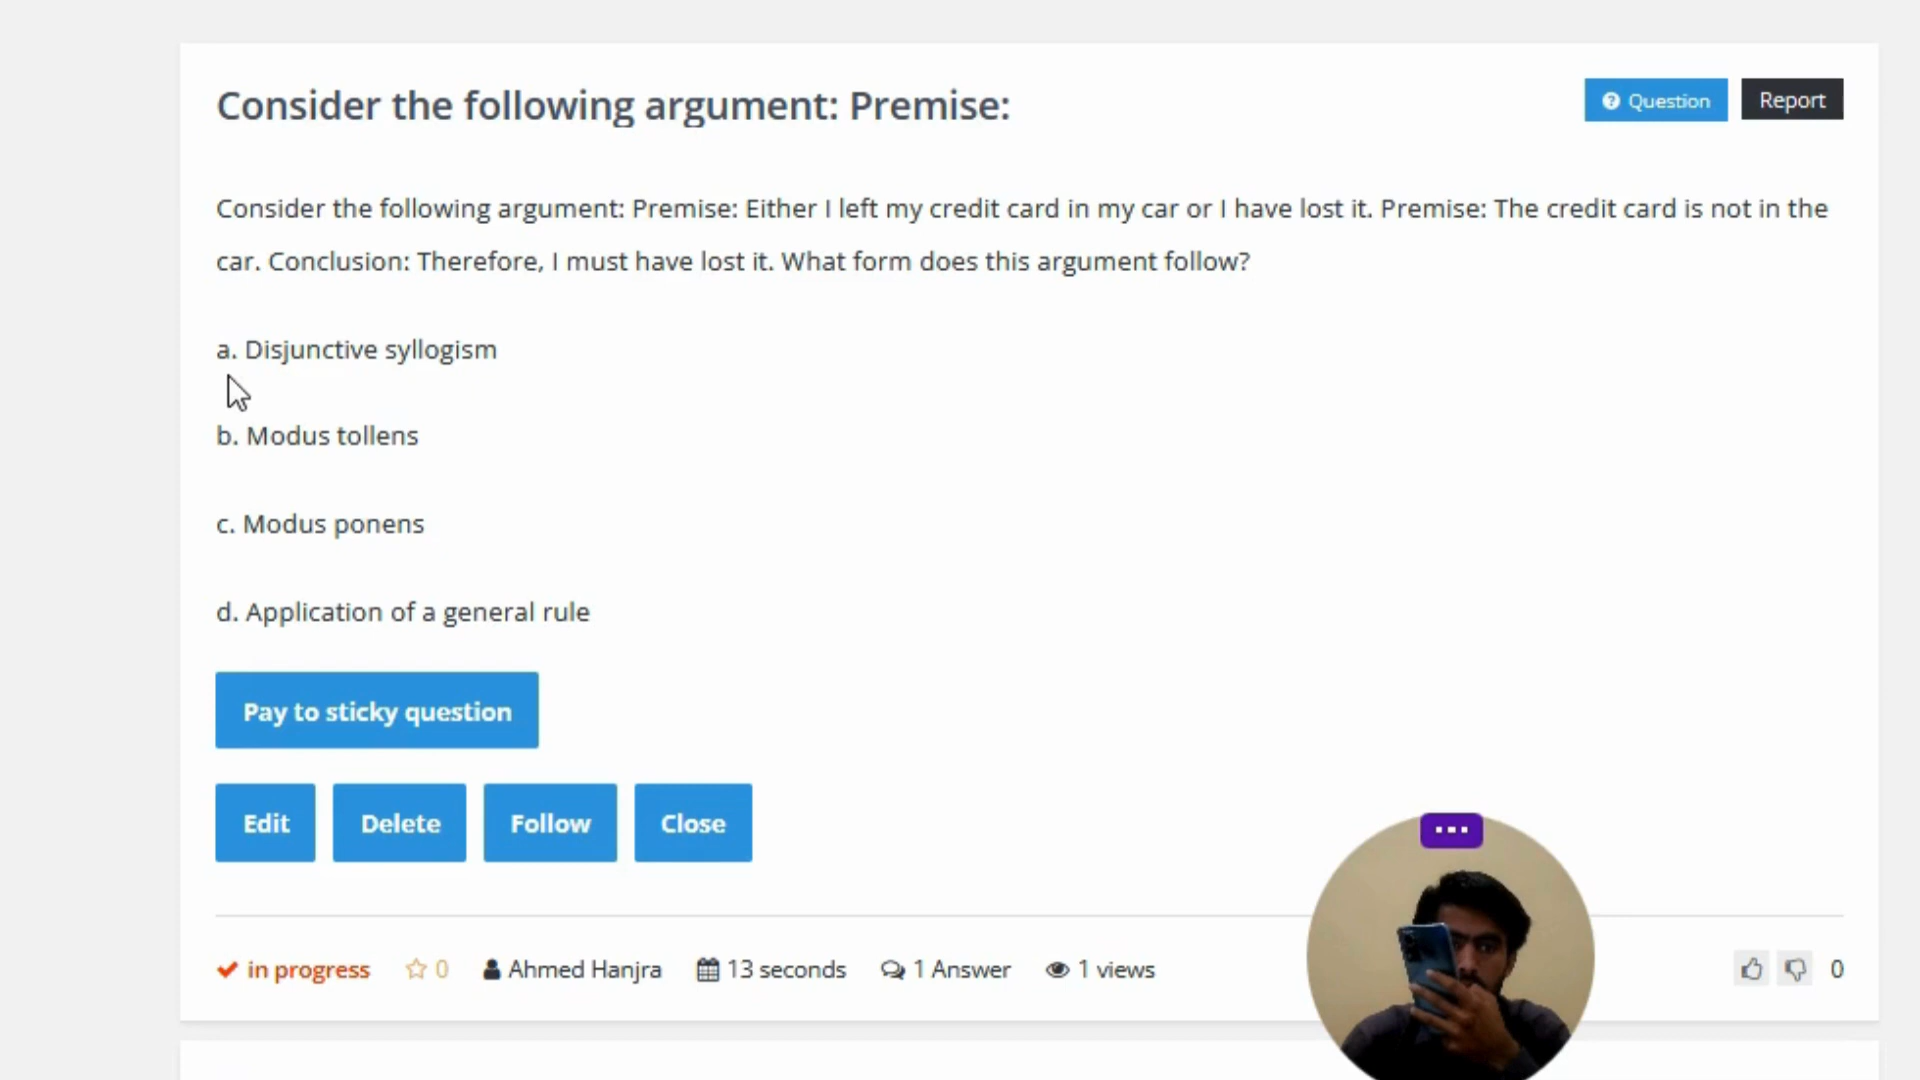 Consider the following argument: Premise:
Question
Report
Consider the following argument: Premise: Either I left my credit card in my car or I have lost it. Premise: The credit card is not in the
car. Conclusion: Therefore, I must have lost it. What form does this argument follow?
a. Disjunctive syllogism
b. Modus tollens
c. Modus ponens
d. Application of a general rule
Pay to sticky question
Edit Delete Follow Close
in progress 0 Ahmed Hanjra 13 seconds 1 Answer 1 views 0